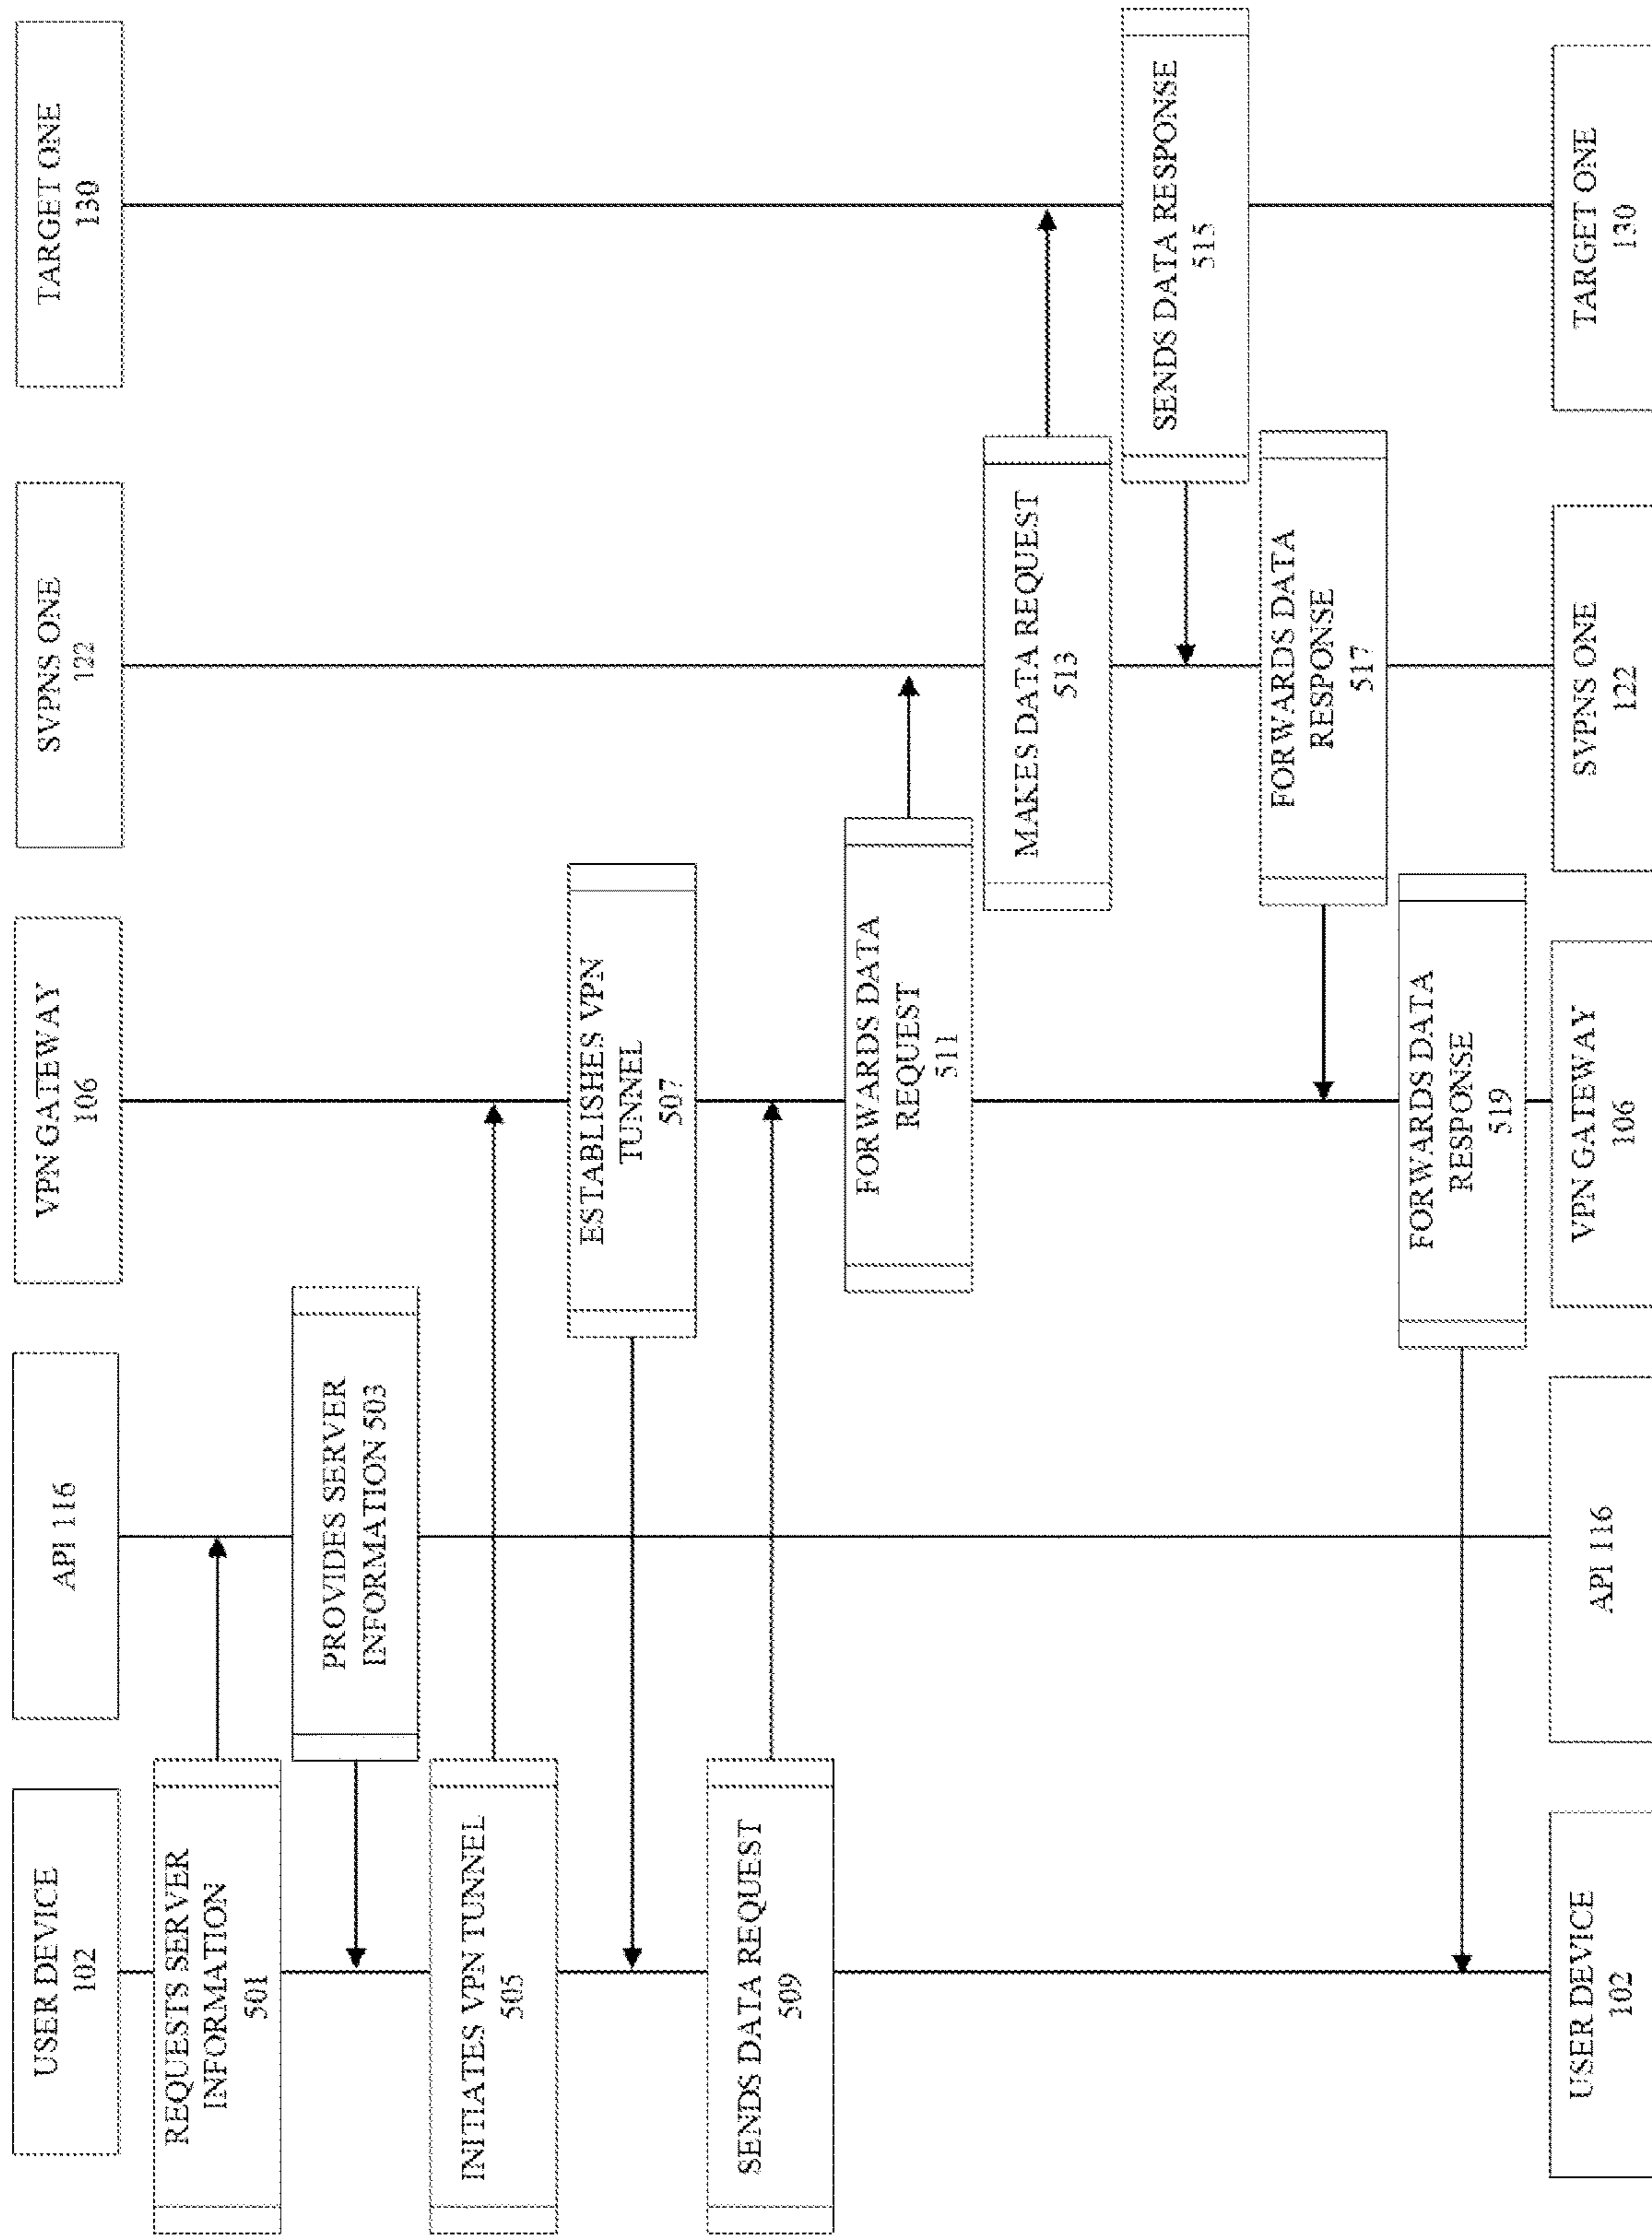 USER DEVICE
102
API 116
VPN GATEWAY
106
SVPNS ONE
122
TARGET ONE
130
REQUESTS SERVER
INFORMATION
501
PROVIDES SERVER
INFORMATION 503
INITIATES VPN TUNNEL
505
ESTABLISHES VPN
TUNNEL
507
SENDS DATA REQUEST
509
FORWARDS DATA
REQUEST
511
MAKES DATA REQUEST
513
SENDS DATA RESPONSE
515
FORWARDS DATA
RESPONSE
517
FORWARDS DATA
RESPONSE
519
USER DEVICE
102
API 116
VPN GATEWAY
106
SVPNS ONE
122
TARGET ONE
130